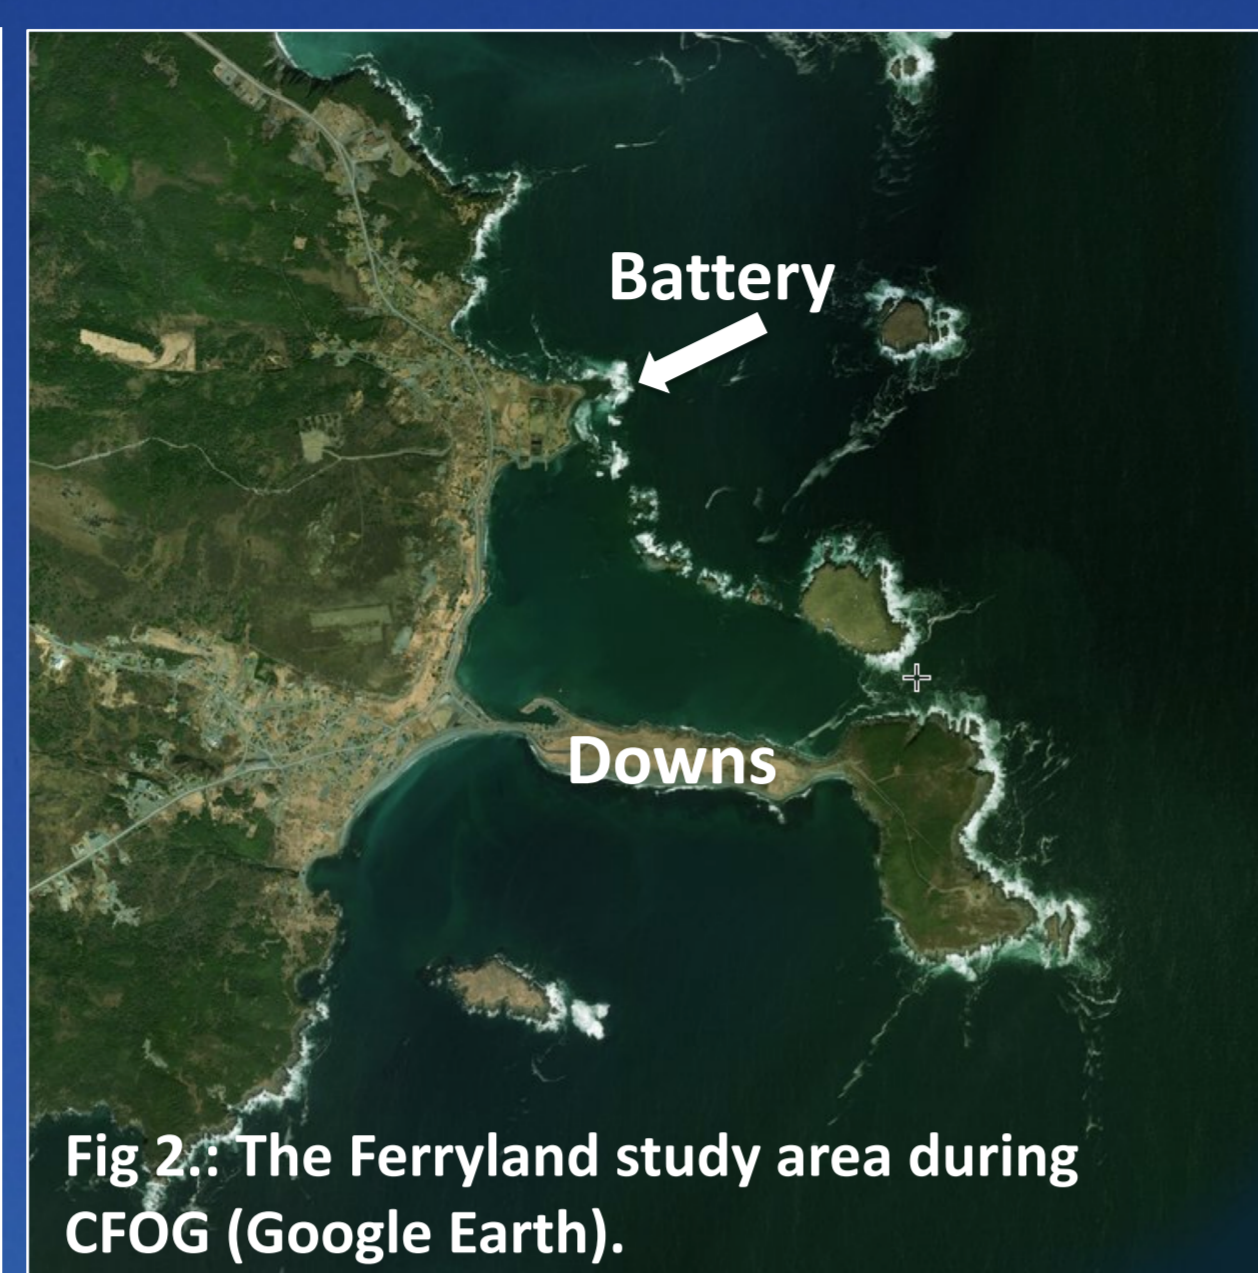 Battery
Downs
Fig 2.: The Ferryland study area during
CFOG (Google Earth).